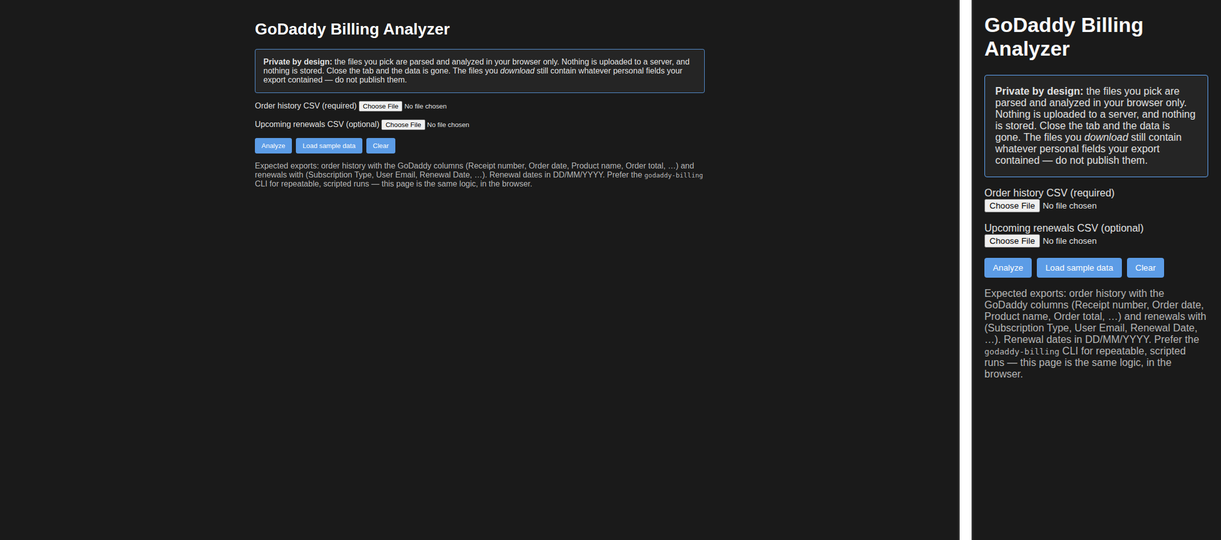 GoDaddy Billing Analyzer
Private by design: the files you pick are parsed and analyzed in your browser only. Nothing is uploaded to a server, and
nothing is stored. Close the tab and the data is gone. The files you download still contain whatever personal fields your
export contained — do not publish them.
Order history CSV (required) Choose File No file chosen
Upcoming renewals CSV (optional) Choose File No file chosen
Analyze Load sample data Clear
Expected exports: order history with the GoDaddy columns (Receipt number, Order date, Product name, Order total, …) and
renewals with (Subscription Type, User Email, Renewal Date, …). Renewal dates in DD/MM/YYYY. Prefer the godaddy-billing
CLI for repeatable, scripted runs — this page is the same logic, in the browser.
GoDaddy Billing
Analyzer
Private by design: the files you pick are
parsed and analyzed in your browser only.
Nothing is uploaded to a server, and nothing
is stored. Close the tab and the data is
gone. The files you download still contain
whatever personal fields your export
contained — do not publish them.
Order history CSV (required)
Choose File No file chosen
Upcoming renewals CSV (optional)
Choose File No file chosen
Analyze Load sample data Clear
Expected exports: order history with the
GoDaddy columns (Receipt number, Order date,
Product name, Order total, …) and renewals with
(Subscription Type, User Email, Renewal Date,
…). Renewal dates in DD/MM/YYYY. Prefer the
godaddy-billing CLI for repeatable, scripted
runs — this page is the same logic, in the
browser.